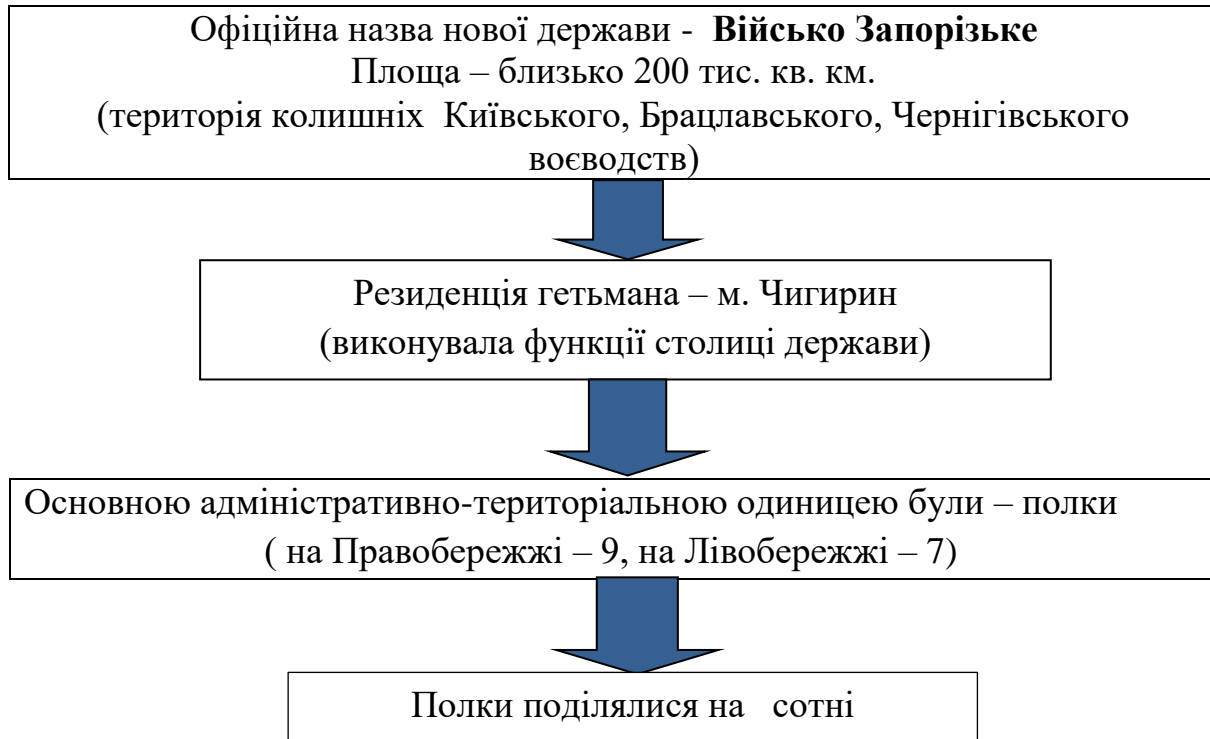 Офіційна назва нової держави - Військо Запорізьке
Площа – близько 200 тис. кв. км.
(територія колишніх Київського, Брацлавського, Чернігівського
воєводств)
Резиденція гетьмана – м. Чигирин
(виконувала функції столиці держави)
Основною адміністративно-територіальною одиницею були – полки
( на Правобережжі – 9, на Лівобережжі – 7)
Полки поділялися на сотні